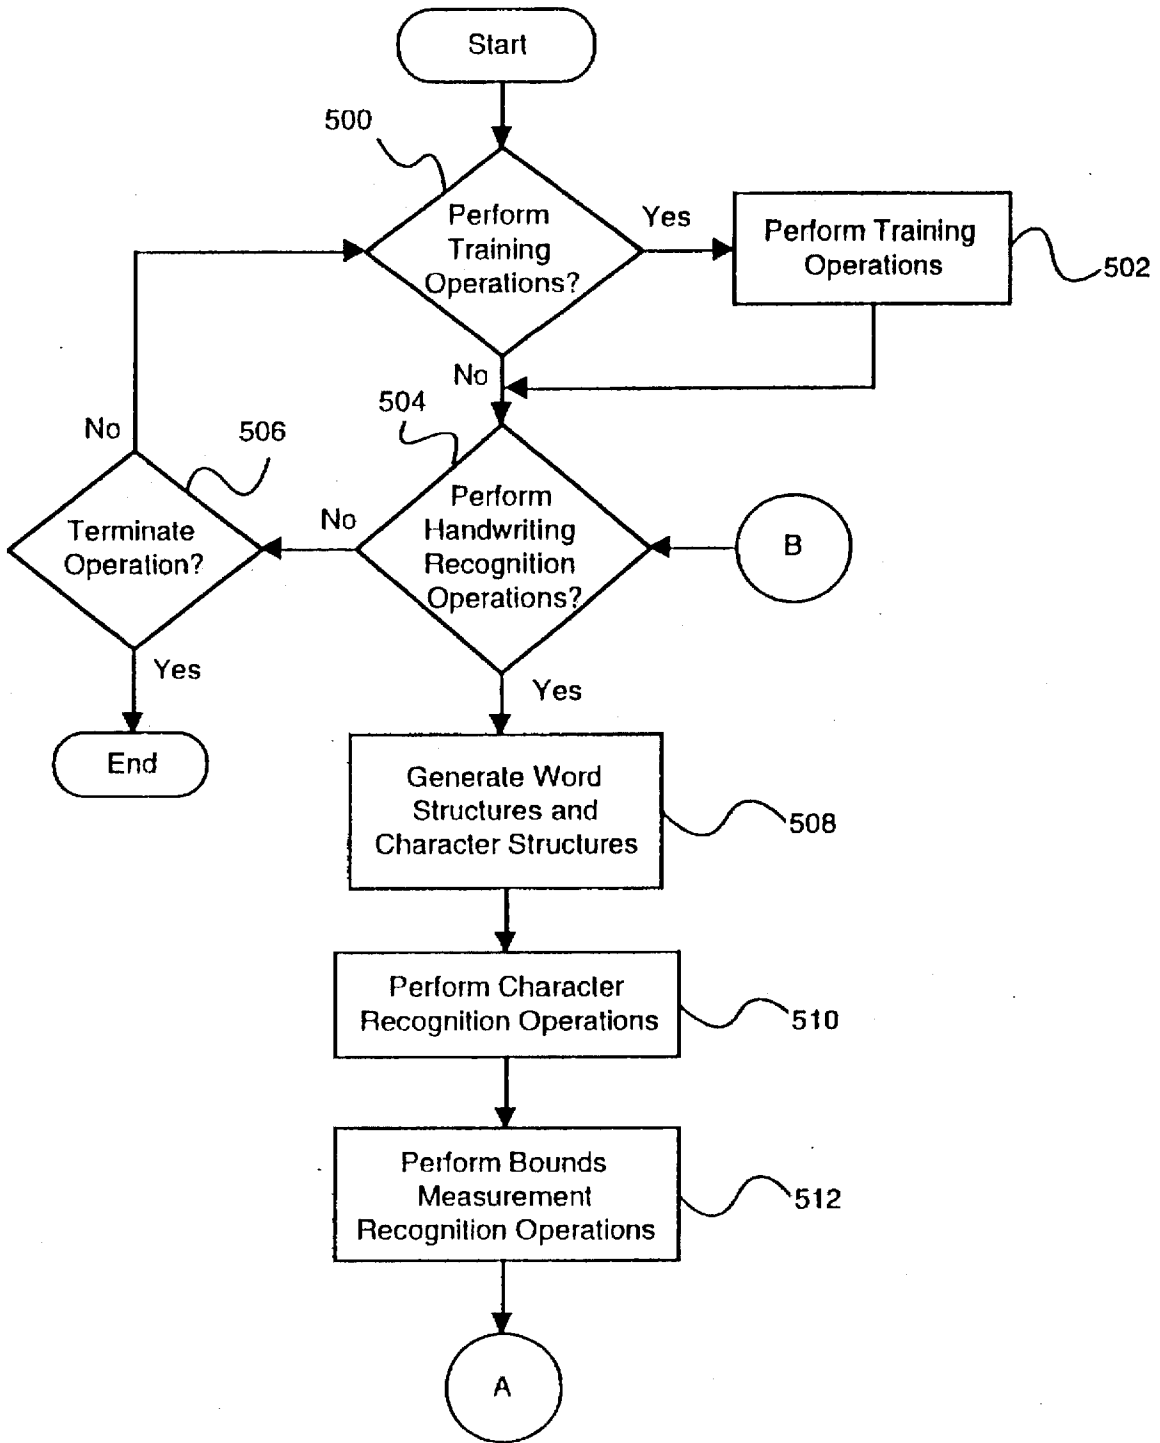 Start
500
Perform
Training
Operations?
Yes
Perform Training
Operations
502
No
504
No
506
Terminate
Operation?
No
Perform
Handwriting
Recognition
Operations?
B
Yes
Yes
End
Generate Word
Structures and
Character Structures
508
Perform Character
Recognition Operations
510
Perform Bounds
Measurement
Recognition Operations
512
A